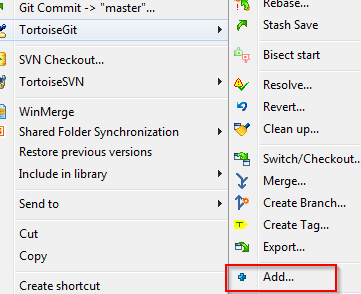 Git Commit -> "master"...
TortoiseGit
SVN Checkout...
TortoiseSVN
WinMerge
Shared Folder Synchronization
Restore previous versions
Include in library
Send to
Cut
Copy
Create shortcut
Rebase...
Stash Save
Bisect start
Resolve...
Revert...
Clean up...
Switch/Checkout...
Merge...
Create Branch...
Create Tag...
Export...
Add...